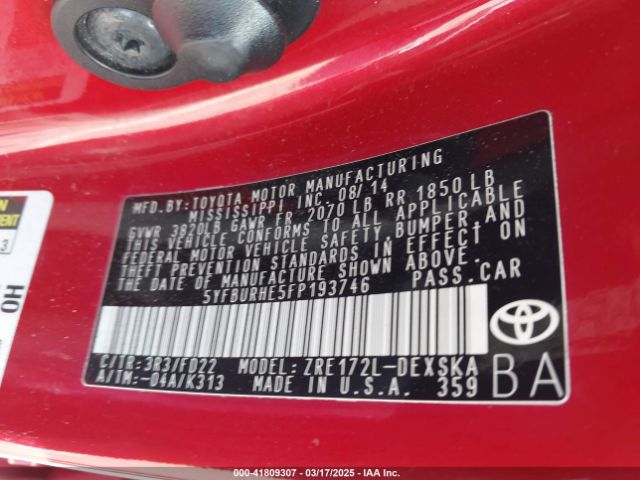 MFD.BY:TOYOTA MOTOR MANUFACTURING
MISSISSIPPI INC. 08/14
GVWR 3820LB GAWR FR 2070 LB RR 1850 LB
THIS VEHICLE CONFORMS TO ALL APPLICABLE
FEDERAL MOTOR VEHICLE SAFETY, BUMPER, AND
THEFT PREVENTION STANDARDS IN EFFECT ON
THE DATE OF MANUFACTURE SHOWN ABOVE.
5YFBURHE5FP193746 PASS.CAR
C/TR:3R3/FD22 MODEL: ZRE172L-DEXSKA
A/TM:-04A/K313 MADE IN U.S.A. 359
BA
3
HO
000-41809307 / 03/17/2025 / IAA Inc.